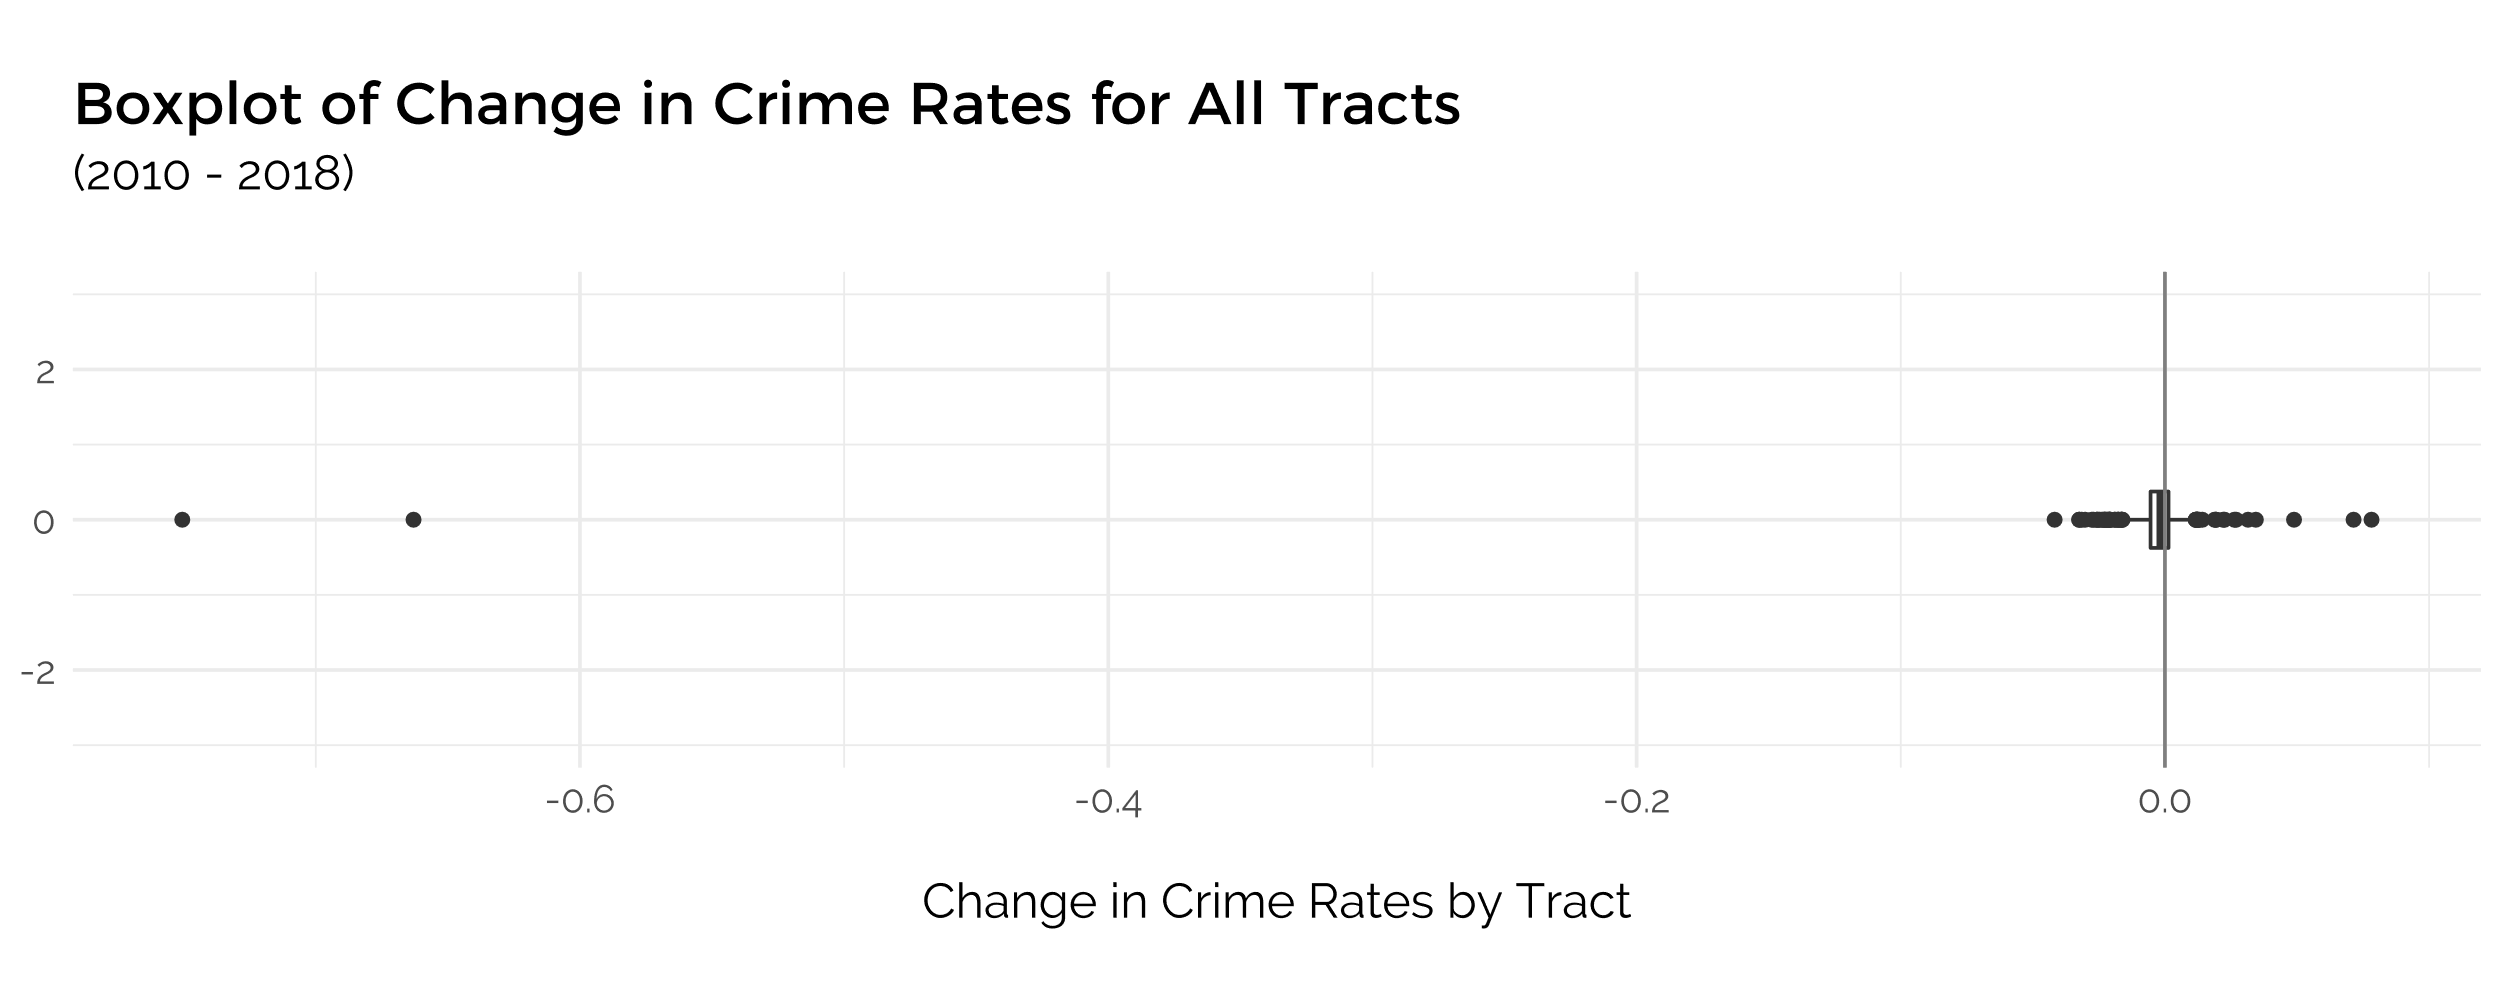 Boxplot of Change in Crime Rates for All Tracts
(2010 - 2018)
2
0
-2
-0.6
-0.4
-0.2
0.0
Change in Crime Rates by Tract